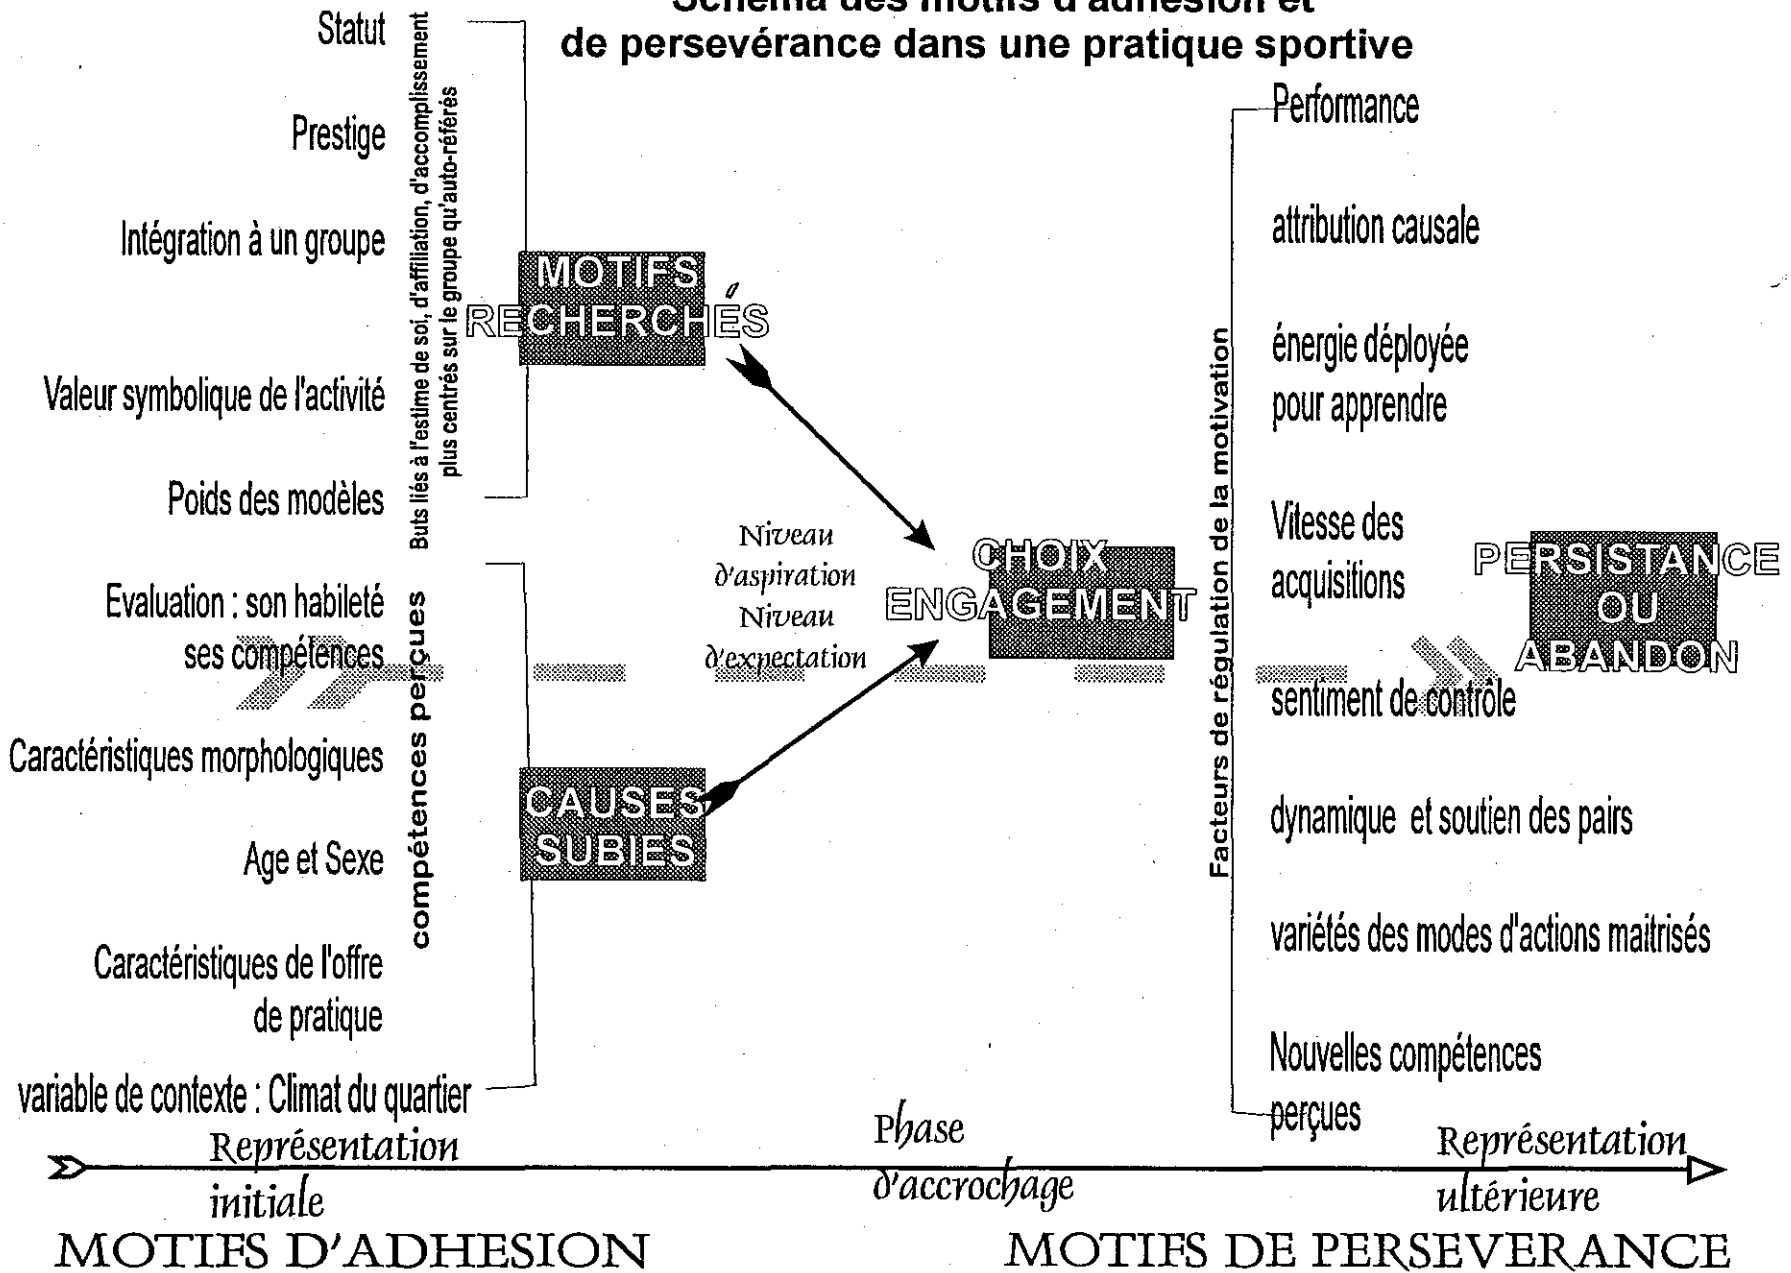 Schéma des motifs d'adhésion et
de persevérance dans une pratique sportive
Statut
Prestige
Intégration à un groupe
Valeur symbolique de l'activité
Poids des modèles
Buts liés à l'estime de soi, d'affiliation, d'accomplissement
plus centrés sur le groupe qu'auto-référés
MOTIFS
RECHERCHÉS
Evaluation : son habileté
ses compétences
Caractéristiques morphologiques
Age et Sexe
Caractéristiques de l'offre
de pratique
variable de contexte : Climat du quartier
compétences perçues
CAUSES
SUBIES
Niveau
d'aspiration
Niveau
d'expectation
CHOIX
ENGAGEMENT
Facteurs de régulation de la motivation
Performance
attribution causale
énergie déployée
pour apprendre
Vitesse des
acquisitions
sentiment de contrôle
dynamique et soutien des pairs
variétés des modes d'actions maitrisés
Nouvelles compétences
perçues
PERSISTANCE
OU
ABANDON
Représentation
initiale
Phase
d'accrochage
Représentation
ultérieure
MOTIFS D'ADHESION
MOTIFS DE PERSEVERANCE